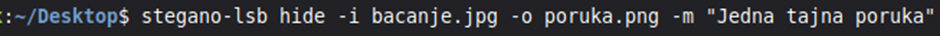 :~/Desktop$ stegano-lsb hide -i bacanje.jpg -o poruka.png -m "Jedna tajna poruka"